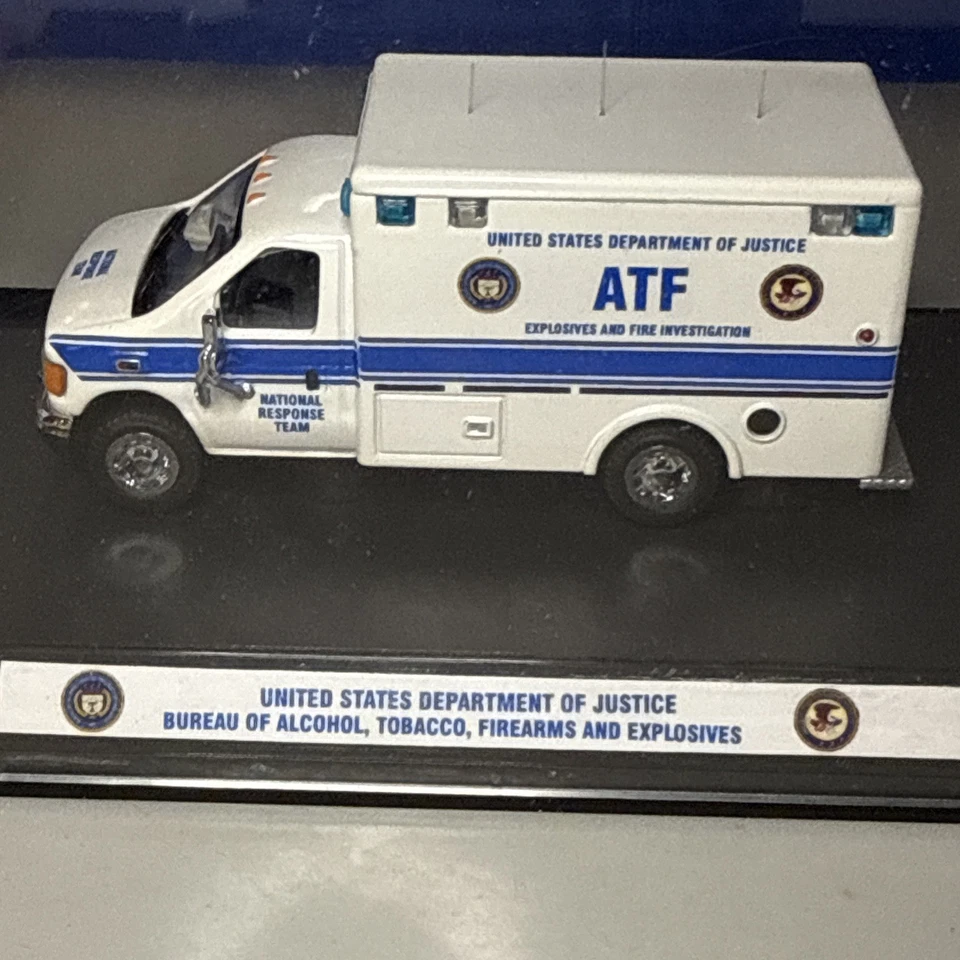 UNITED STATES DEPARTMENT OF JUSTICE
ATF
EXPLOSIVES AND FIRE INVESTIGATION
NATIONAL
RESPONSE
TEAM
UNITED STATES DEPARTMENT OF JUSTICE
BUREAU OF ALCOHOL, TOBACCO, FIREARMS AND EXPLOSIVES